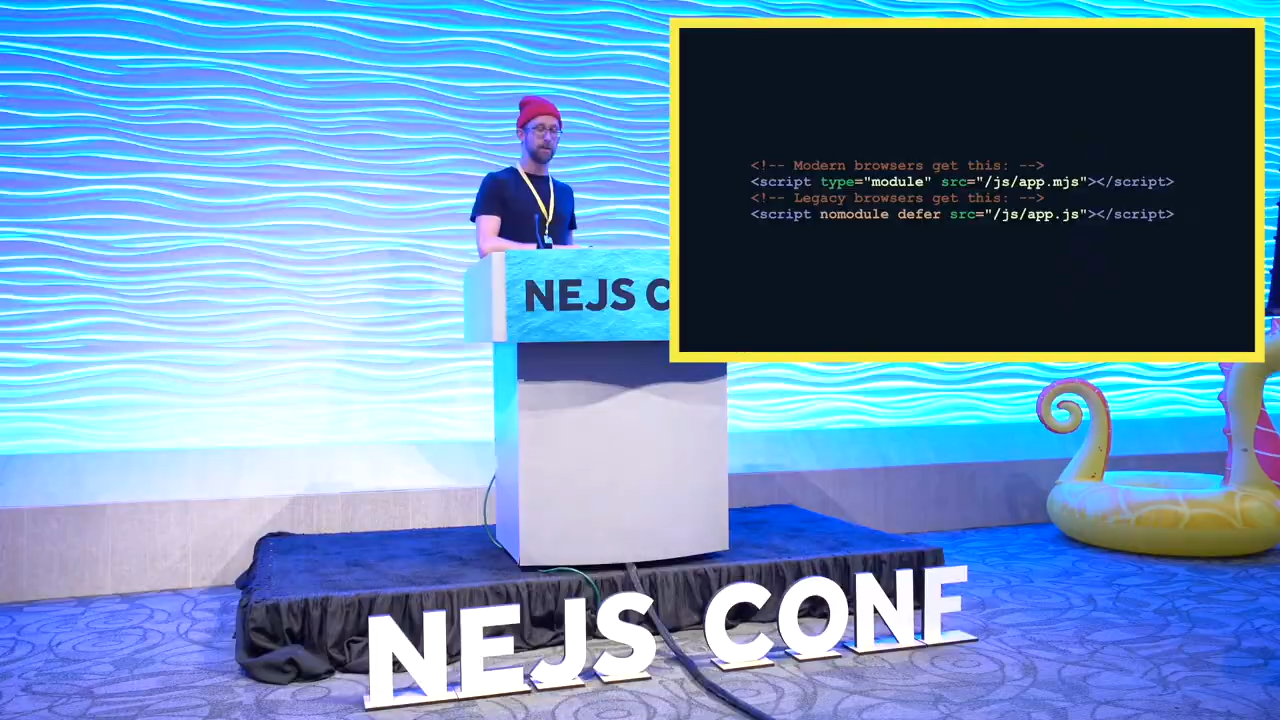 <!-- Modern browsers get this: -->
<script type="module" src="/js/app.mjs"></script>
<!-- Legacy browsers get this: -->
<script nomodule defer src="/js/app.js"></script>
NEJS C
NEJS CONF